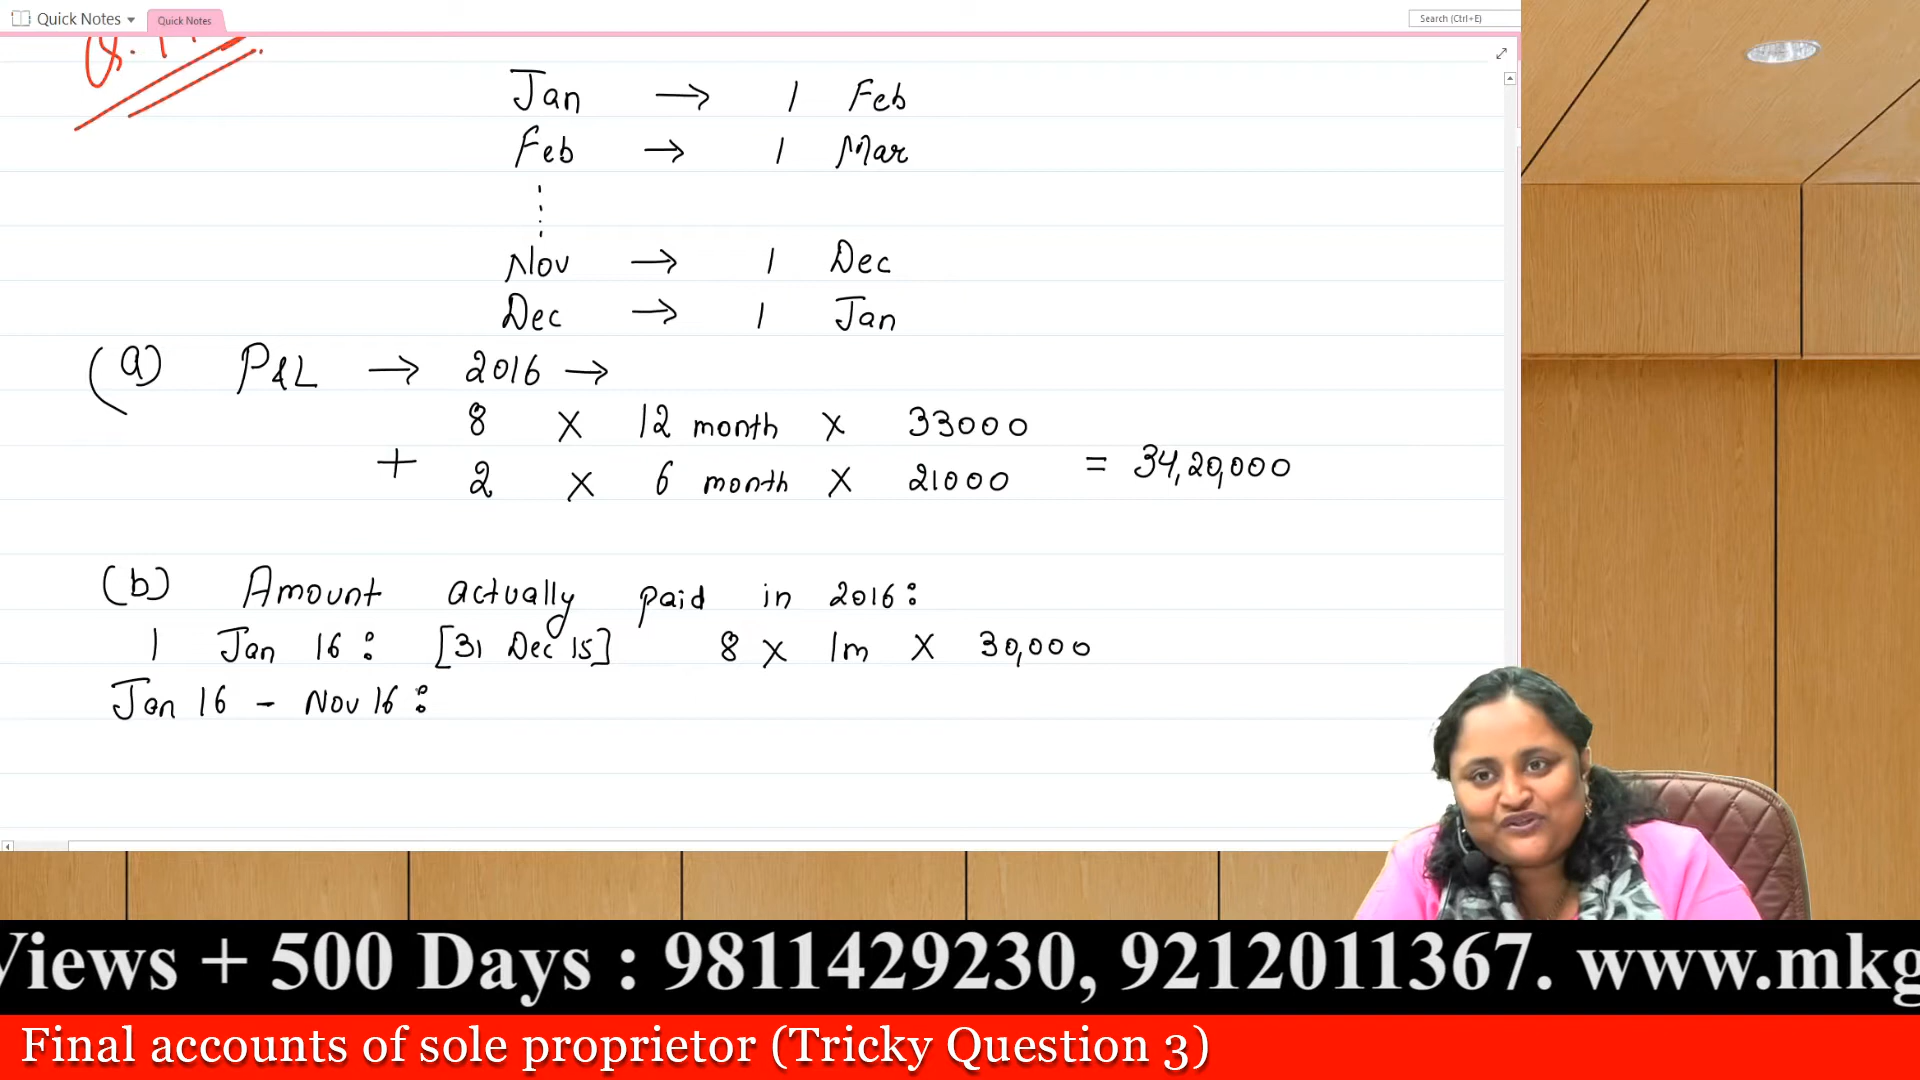 Quick Notes
Quick Notes
Search (Ctrl+E)
Jan → 1 Feb
Feb → 1 Mar
Nov → 1 Dec
Dec → 1 Jan
(a) P&L → 2016 →
8 X 12 month X 33000
+ 2 X 6 month X 21000 = 34,20,000
(b) Amount actually paid in 2016:
1 Jan 16: [31 Dec 15] 8 X 1m X 30,000
Jan 16 - Nov 16:
Views + 500 Days : 9811429230, 9212011367. www.mkg
Final accounts of sole proprietor (Tricky Question 3)